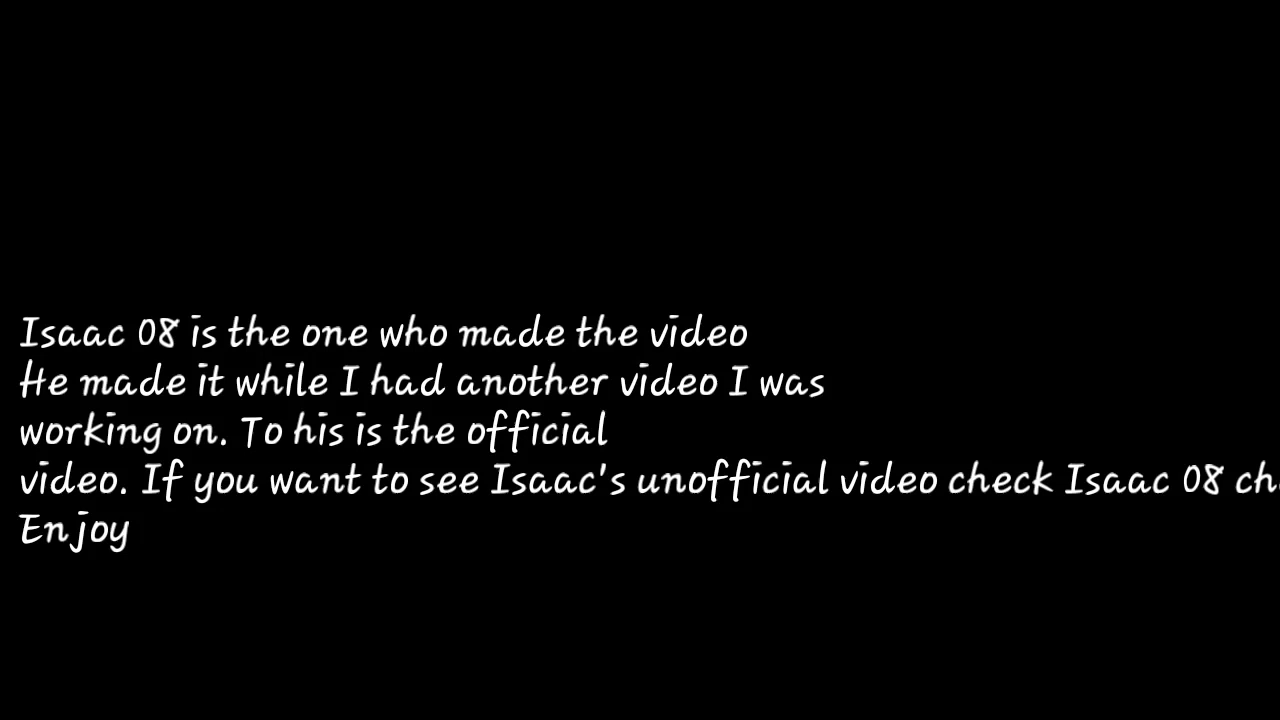 Isaac 08 is the one who made the video
He made it while I had another video I was
working on. To his is the official
video. If you want to see Isaac's unofficial video check Isaac 08
Enjoy